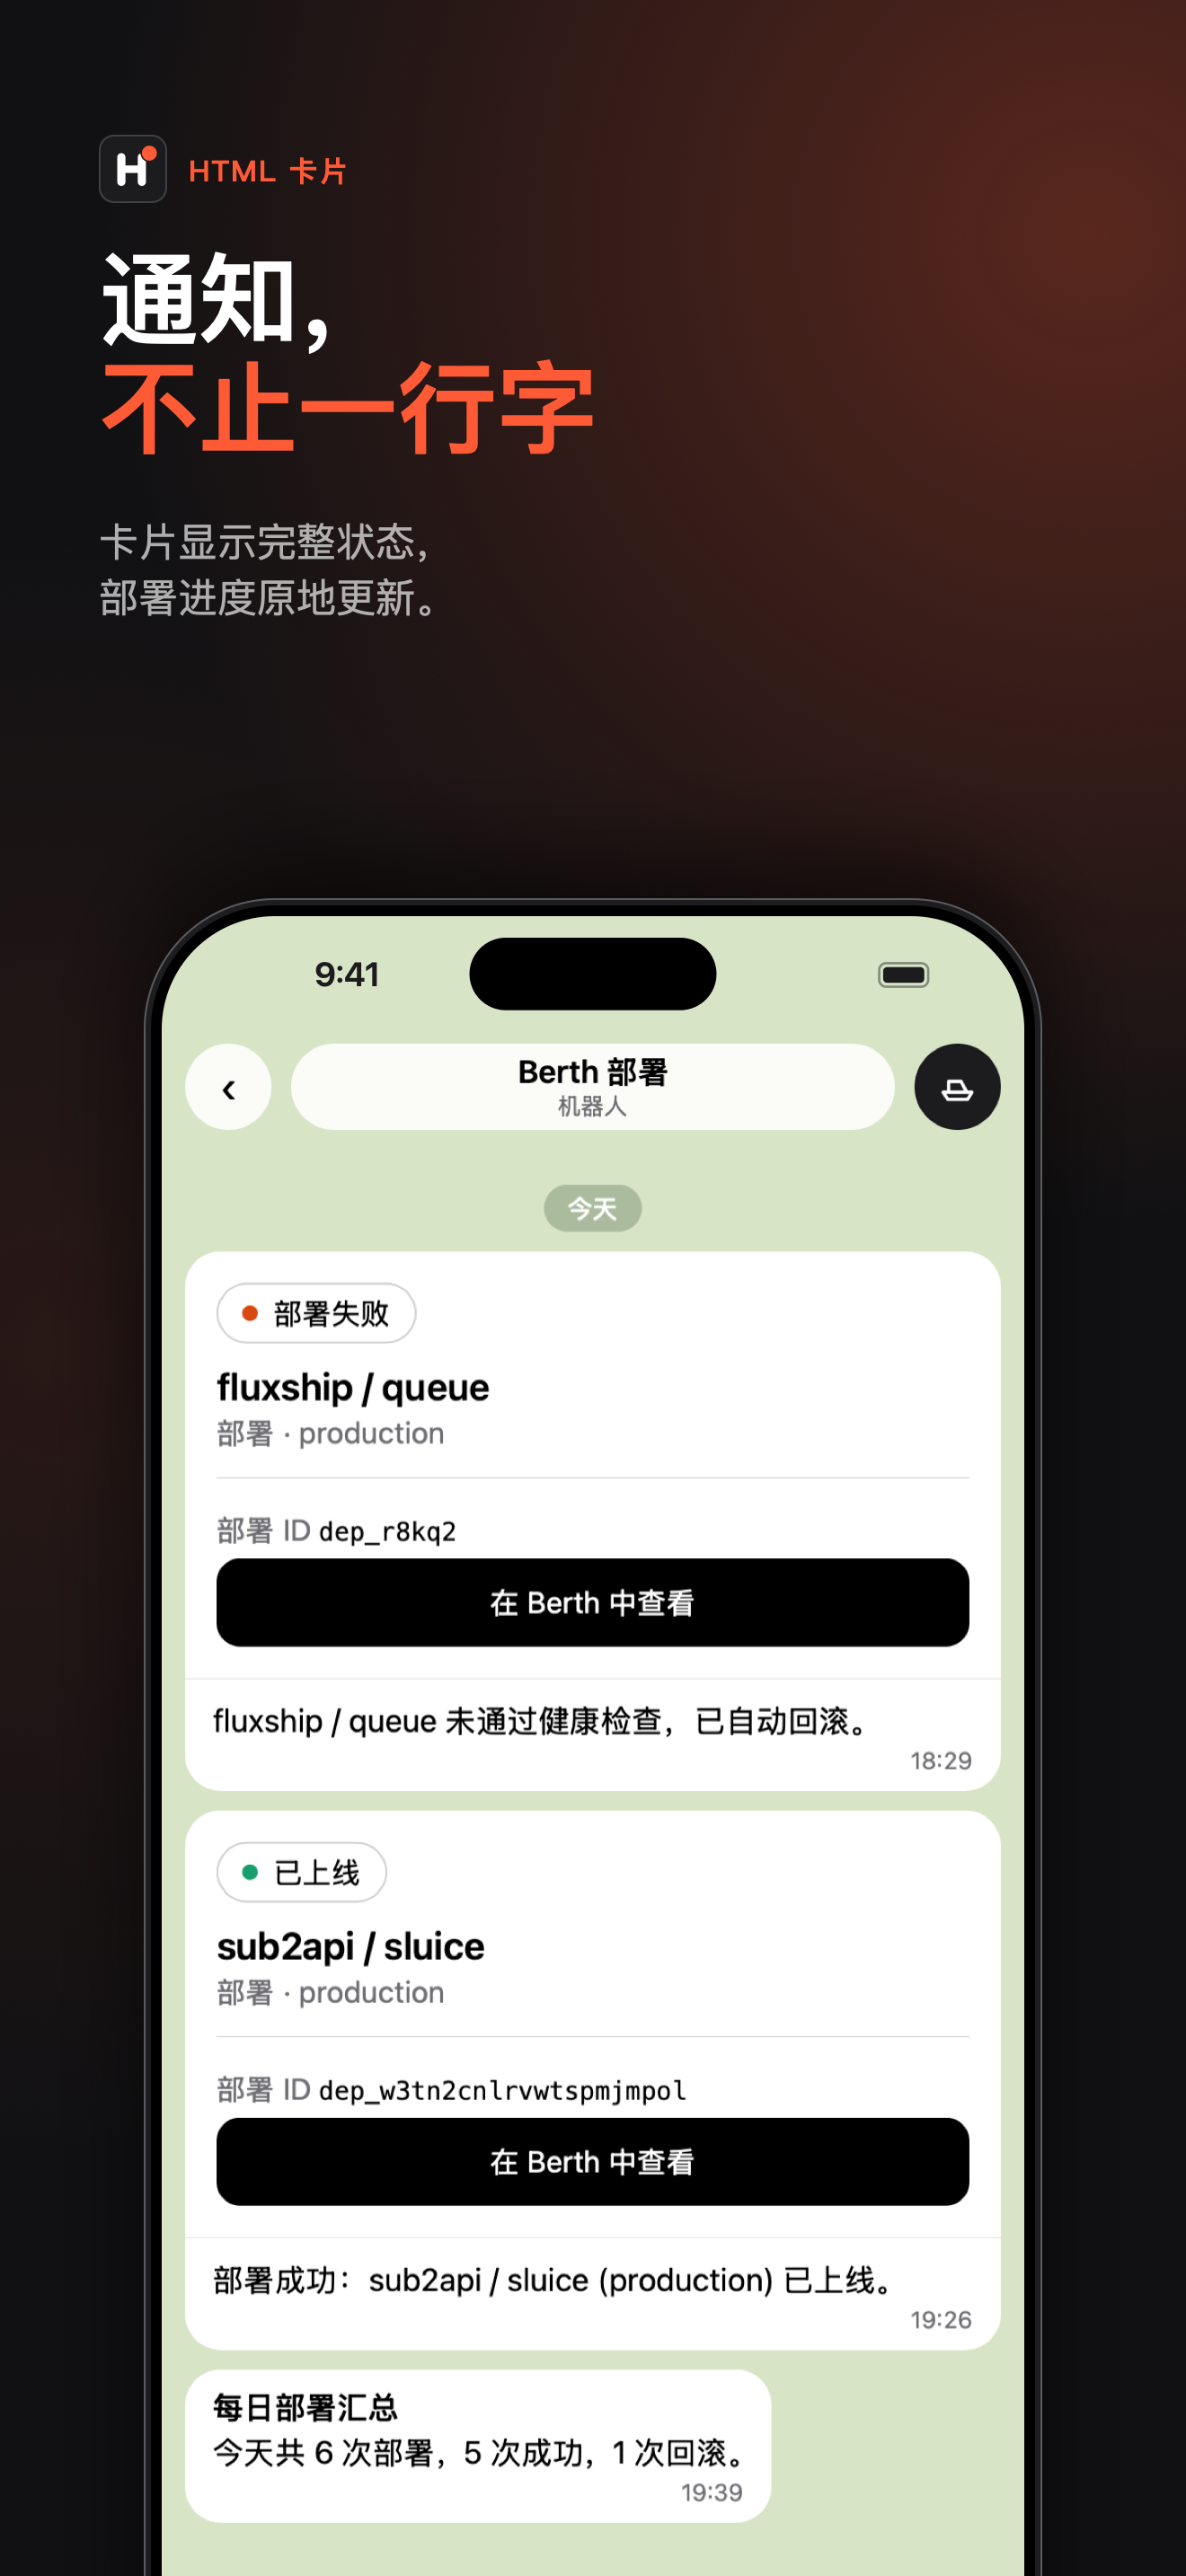 H
HTML 卡片
通知，
不止一行字
卡片显示完整状态，
部署进度原地更新。
9:41
Berth 部署
机器人
今天
部署失败
fluxship / queue
部署 · production
部署 ID dep_r8kq2
在 Berth 中查看
fluxship / queue 未通过健康检查，已自动回滚。
18:29
已上线
sub2api / sluice
部署 · production
部署 ID dep_w3tn2cnlrvwtspmjmpol
在 Berth 中查看
部署成功：sub2api / sluice (production) 已上线。
19:26
每日部署汇总
今天共 6 次部署，5 次成功，1 次回滚。
19:39